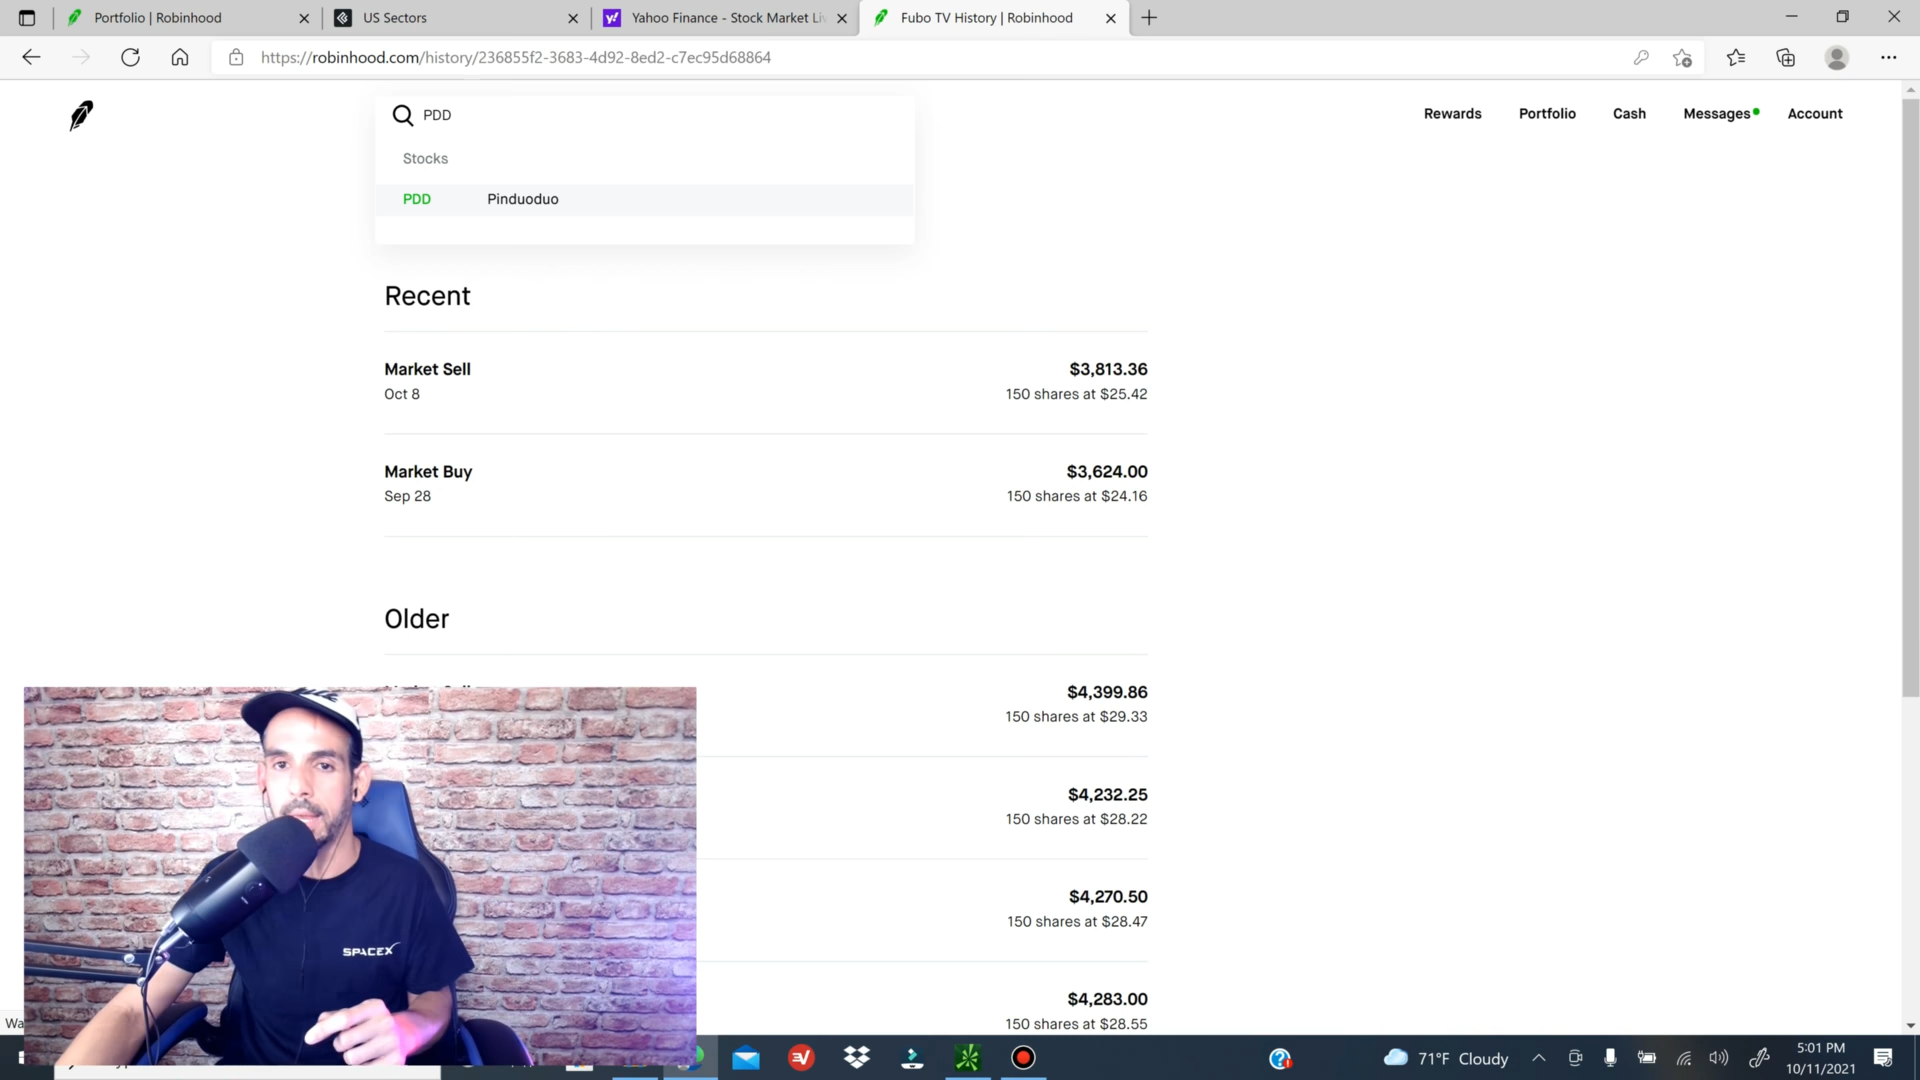 Portfolio | Robinhood
US Sectors
Yahoo Finance - Stock Market Liv
Fubo TV History | Robinhood
https://robinhood.com/history/236855f2-3683-4d92-8ed2-c7ec95d68864
PDD
Rewards
Portfolio
Cash
Messages
Account
Stocks
PDD Pinduoduo
Recent
Market Sell $3,813.36
Oct 8 150 shares at $25.42
Market Buy $3,624.00
Sep 28 150 shares at $24.16
Older
$4,399.86
150 shares at $29.33
$4,232.25
150 shares at $28.22
$4,270.50
150 shares at $28.47
$4,283.00
150 shares at $28.55
SPACEX
Wa
71°F Cloudy
5:01 PM
10/11/2021